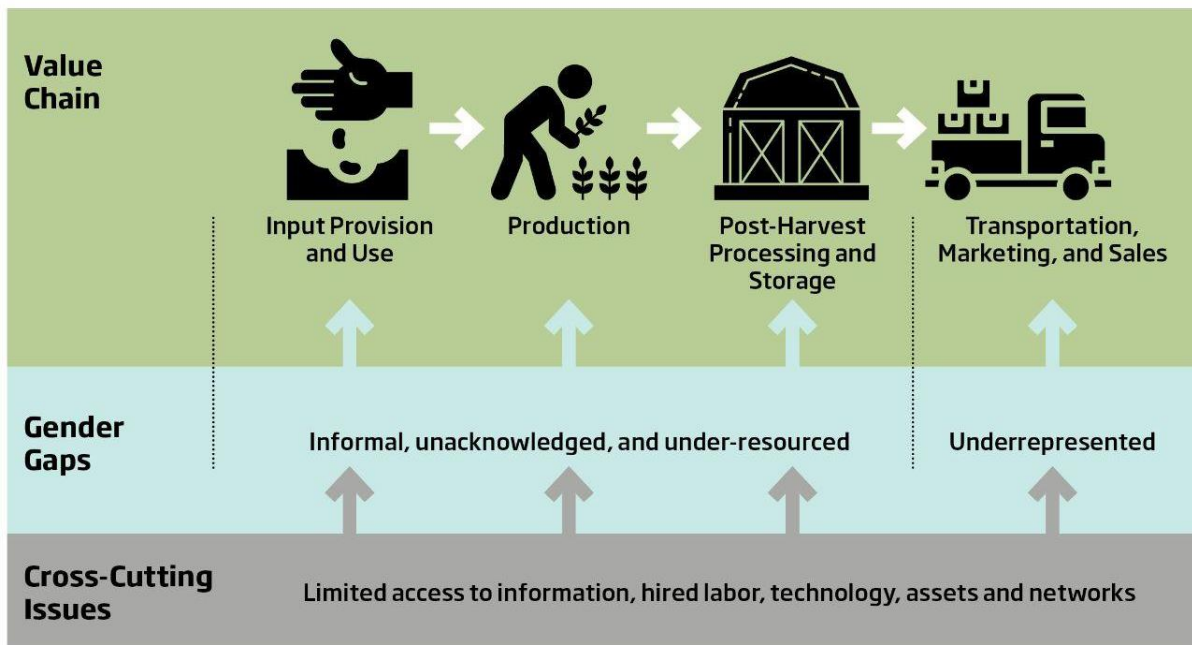 Value
Chain
Input Provision
and Use
Production
Post-Harvest
Processing and
Storage
Transportation,
Marketing, and Sales
Gender
Gaps
Informal, unacknowledged, and under-resourced
Underrepresented
Cross-Cutting
Issues
Limited access to information, hired labor, technology, assets and networks